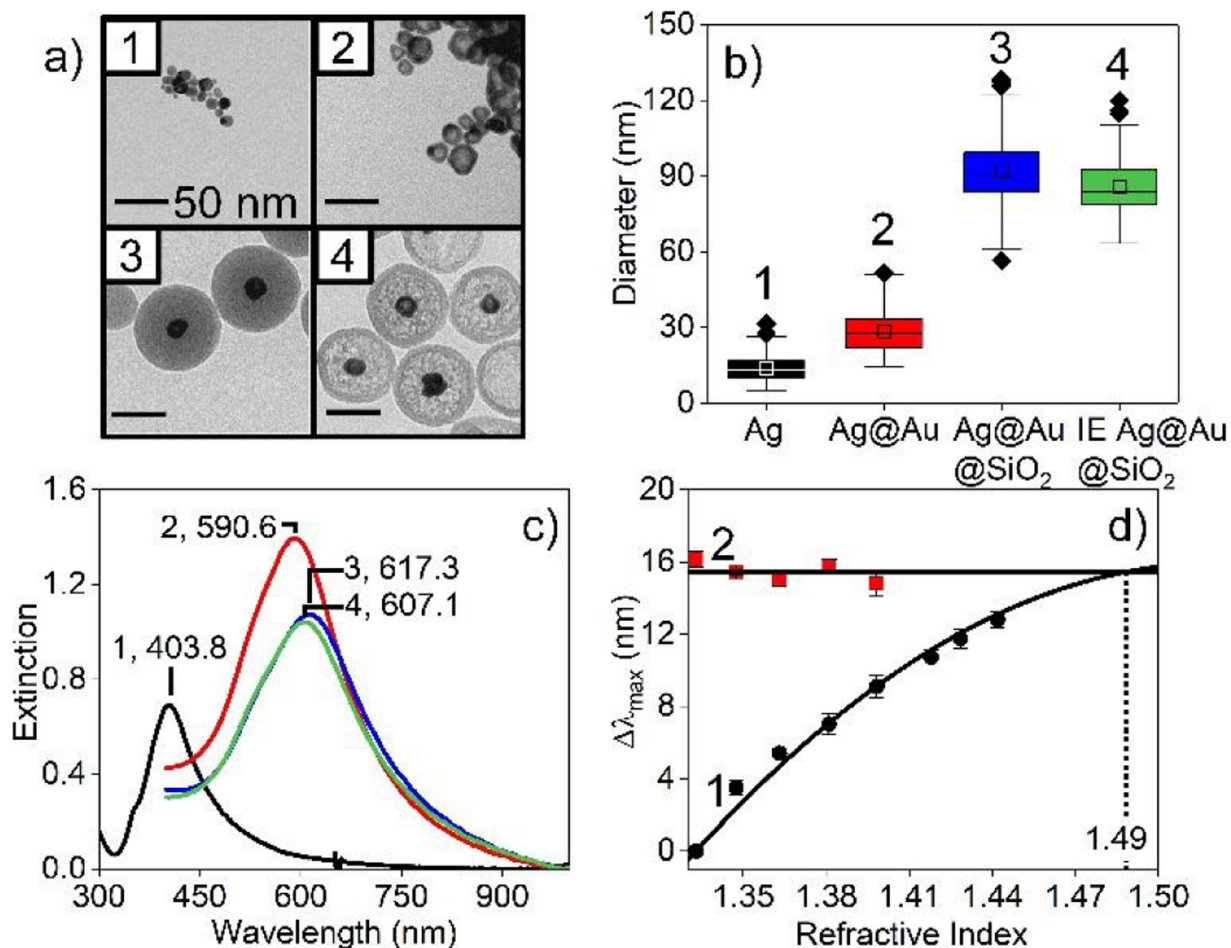 a)
1
50 nm
2
3
4
b)
Diameter (nm)
150
120
90
60
30
0
1
2
3
4
Ag
Ag@Au
Ag@Au
@SiO₂
IE Ag@Au
@SiO₂
c)
Extinction
1.6
1.2
0.8
0.4
0.0
2, 590.6
3, 617.3
4, 607.1
1, 403.8
300
450
600
750
900
Wavelength (nm)
d)
Δλmax (nm)
20
16
12
8
4
0
2
1
1.49
1.35
1.38
1.41
1.44
1.47
1.50
Refractive Index